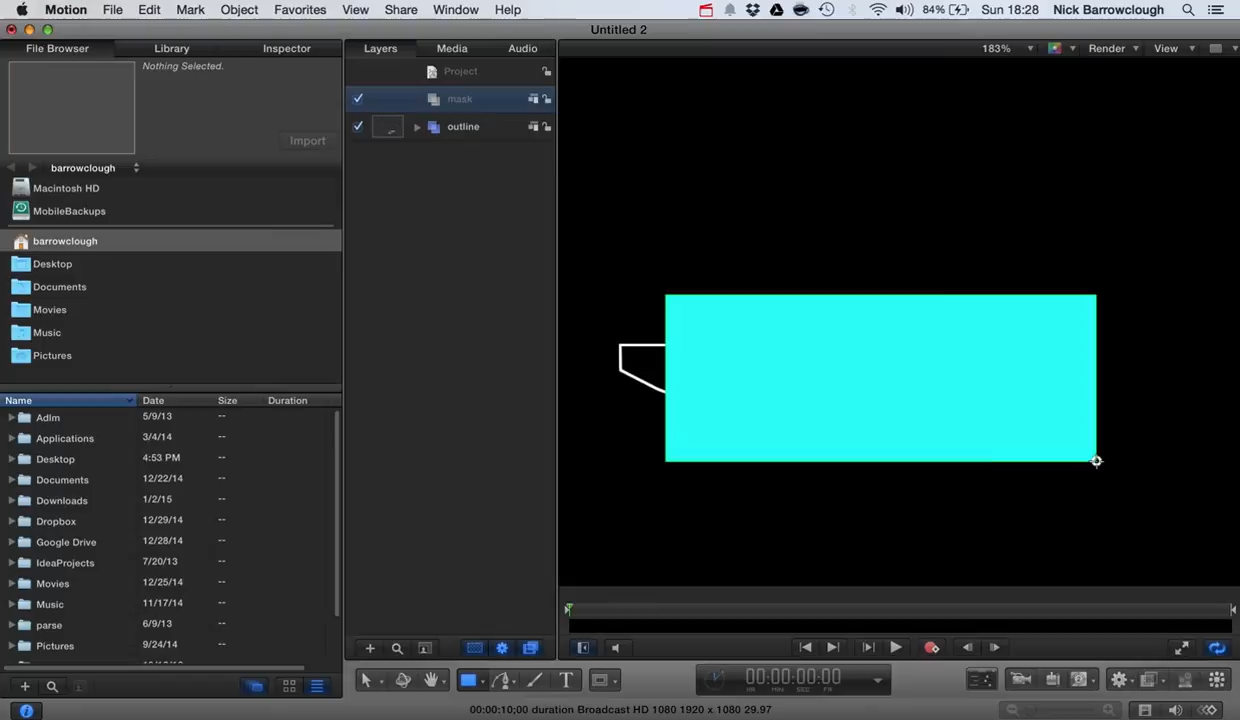 Motion File Edit Mark Object Favorites View Share Window Help 84% Sun 18:28 Nick Barrowclough
Untitled 2
File Browser Library Inspector Layers Media Audio 183% Render View
Nothing Selected.
Project
mask
outline
Import
barrowclough
Macintosh HD
MobileBackups
barrowclough
Desktop
Documents
Movies
Music
Pictures
Name Date Size Duration
Adlm 5/9/13 --
Applications 3/4/14 --
Desktop 4:53 PM --
Documents 12/22/14 --
Downloads 1/2/15 --
Dropbox 12/29/14 --
Google Drive 12/28/14 --
IdeaProjects 7/20/13 --
Movies 12/25/14 --
Music 11/17/14 --
parse 6/9/13 --
Pictures 9/24/14 --
T
00:00:00:00
HR MIN SEC FR
00:00:10;00 duration Broadcast HD 1080 1920 x 1080 29.97